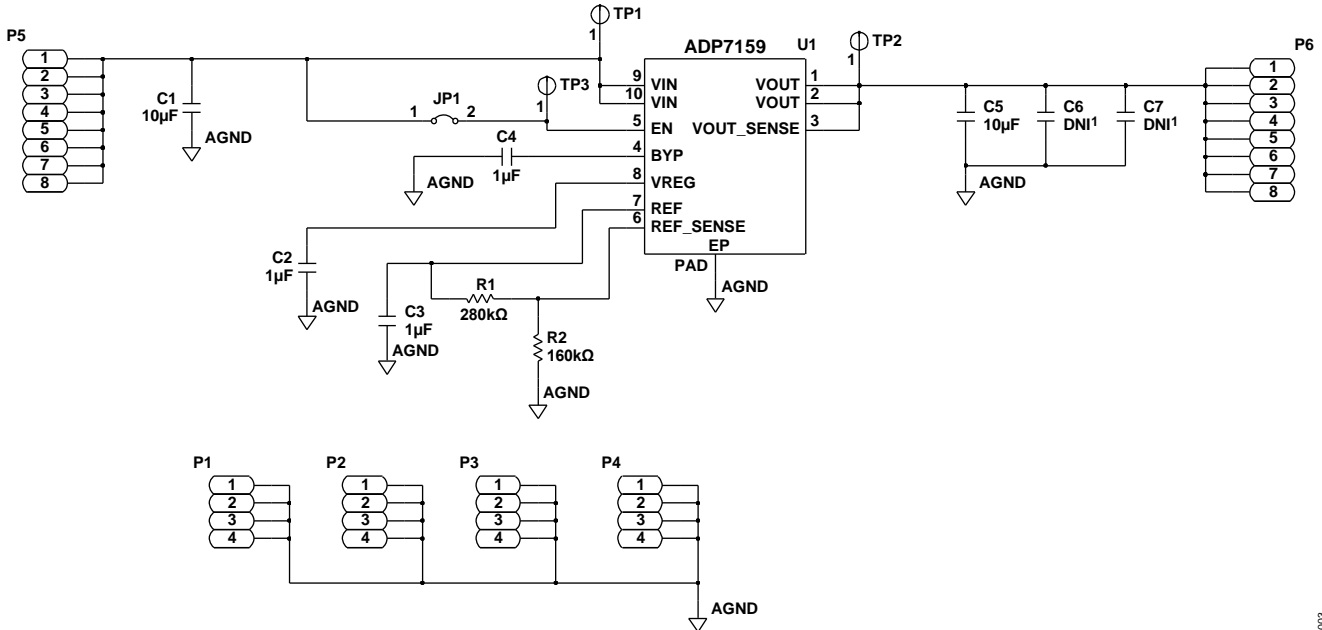 P5
1
2
3
4
5
6
7
8
C1
10µF
AGND
JP1
1 2
TP1
1
TP3
1
C4
1µF
AGND
C2
1µF
AGND
C3
1µF
AGND
R1
280kΩ
R2
160kΩ
AGND
ADP7159 U1
9 VIN
10 VIN
5 EN
4 BYP
8 VREG
7 REF
6 REF_SENSE
VOUT 1
VOUT 2
VOUT_SENSE 3
EP
PAD
AGND
TP2
1
C5
10µF
C6
DNI¹
C7
DNI¹
AGND
P6
1
2
3
4
5
6
7
8
P1
1
2
3
4
P2
1
2
3
4
P3
1
2
3
4
P4
1
2
3
4
AGND
003